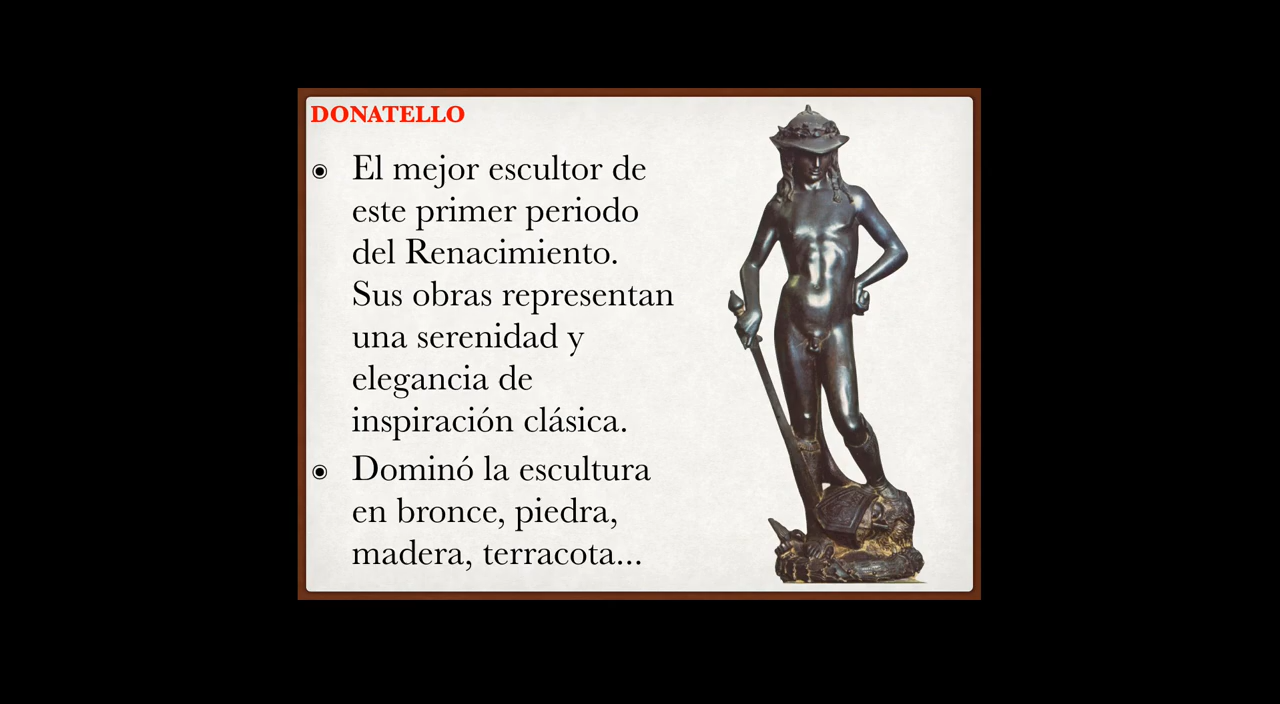 DONATELLO
El mejor escultor de
este primer periodo
del Renacimiento.
Sus obras representan
una serenidad y
elegancia de
inspiración clásica.
Dominó la escultura
en bronce, piedra,
madera, terracota...